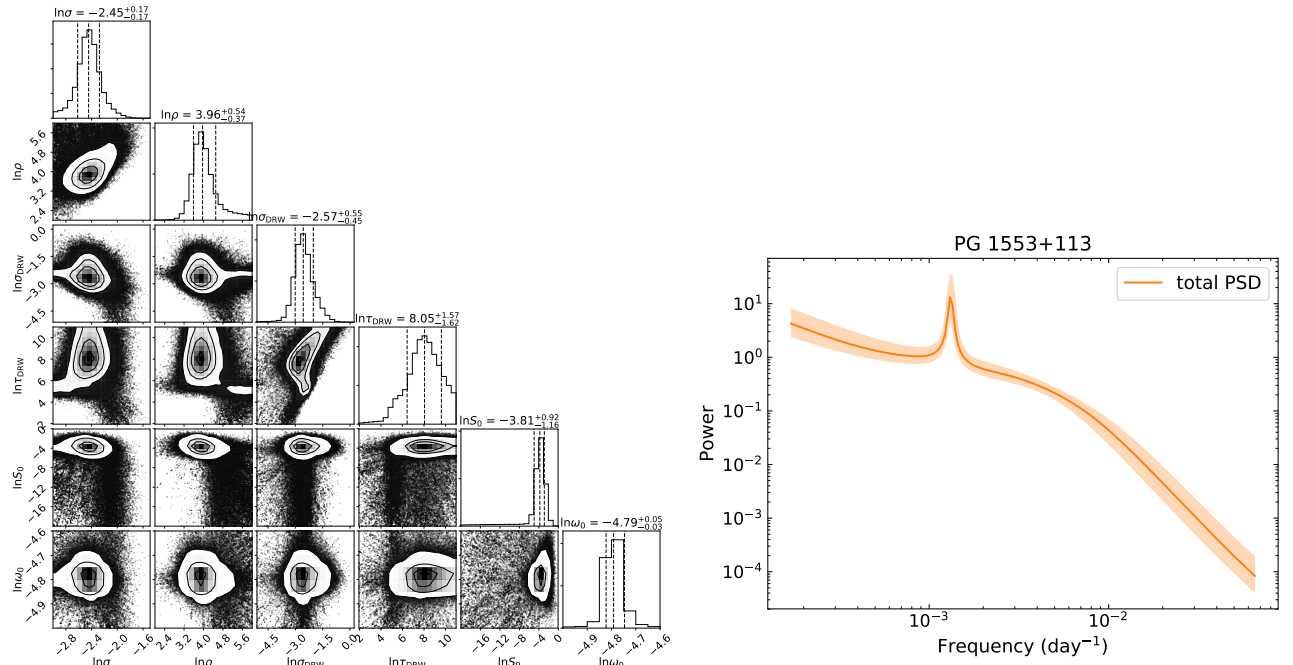 lnσ = −2.45+0.17 −0.17
lnρ = 3.96+0.54 −0.37
5.6
4.8
4.0
3.2
2.4
lnρ
lnσDRW = −2.57+0.55 −0.45
0.0
−1.5
−3.0
−4.5
lnσDRW
lnτDRW = 8.05+1.57 −1.62
10
8
6
4
2
lnτDRW
lnS0 = −3.81+0.92 −1.16
−4
−8
−12
−16
lnS0
lnω0 = −4.79+0.05 −0.03
−4.6
−4.7
−4.8
−4.9
lnω0
−2.8 −2.4 −2.0 −1.6
lnσ
2.4 3.2 4.0 4.8 5.6
lnρ
−4.5 −3.0 −1.5 0.0
lnσDRW
2 4 6 8 10
lnτDRW
−16 −12 −8 −4 0
lnS0
−4.9 −4.8 −4.7 −4.6
lnω0
PG 1553+113
total PSD
10^1
10^0
10^−1
10^−2
10^−3
10^−4
Power
10^−3 10^−2
Frequency (day^−1)